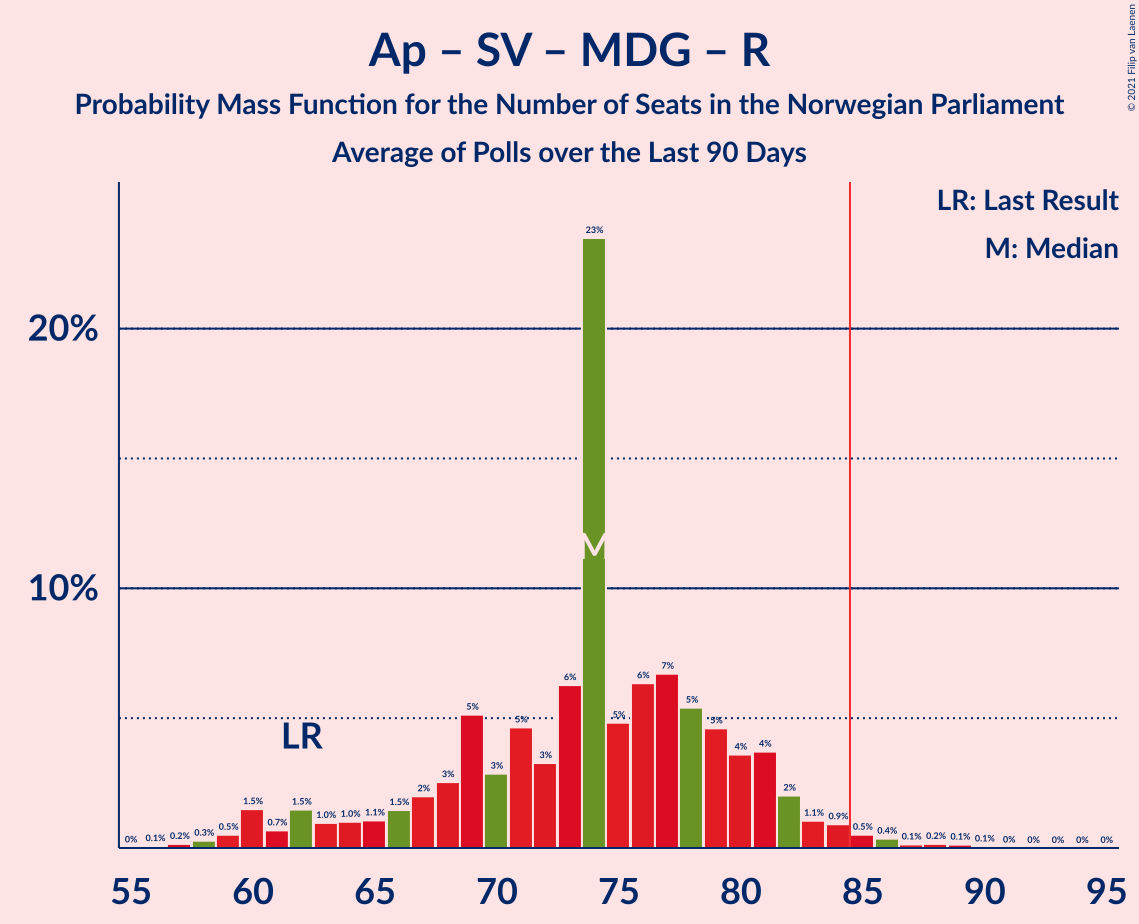 Ap – SV – MDG – R
Probability Mass Function for the Number of Seats in the Norwegian Parliament
Average of Polls over the Last 90 Days
© 2021 Filip van Laenen
LR: Last Result
M: Median
20%
10%
LR
M
0% 0.1% 0.2% 0.3% 0.5% 1.5% 0.7% 1.5% 1.0% 1.0% 1.1% 1.5% 2% 3% 5% 3% 5% 3% 6% 23% 5% 6% 7% 5% 5% 4% 4% 2% 1.1% 0.9% 0.5% 0.4% 0.1% 0.2% 0.1% 0.1% 0% 0% 0% 0% 0%
55 60 65 70 75 80 85 90 95